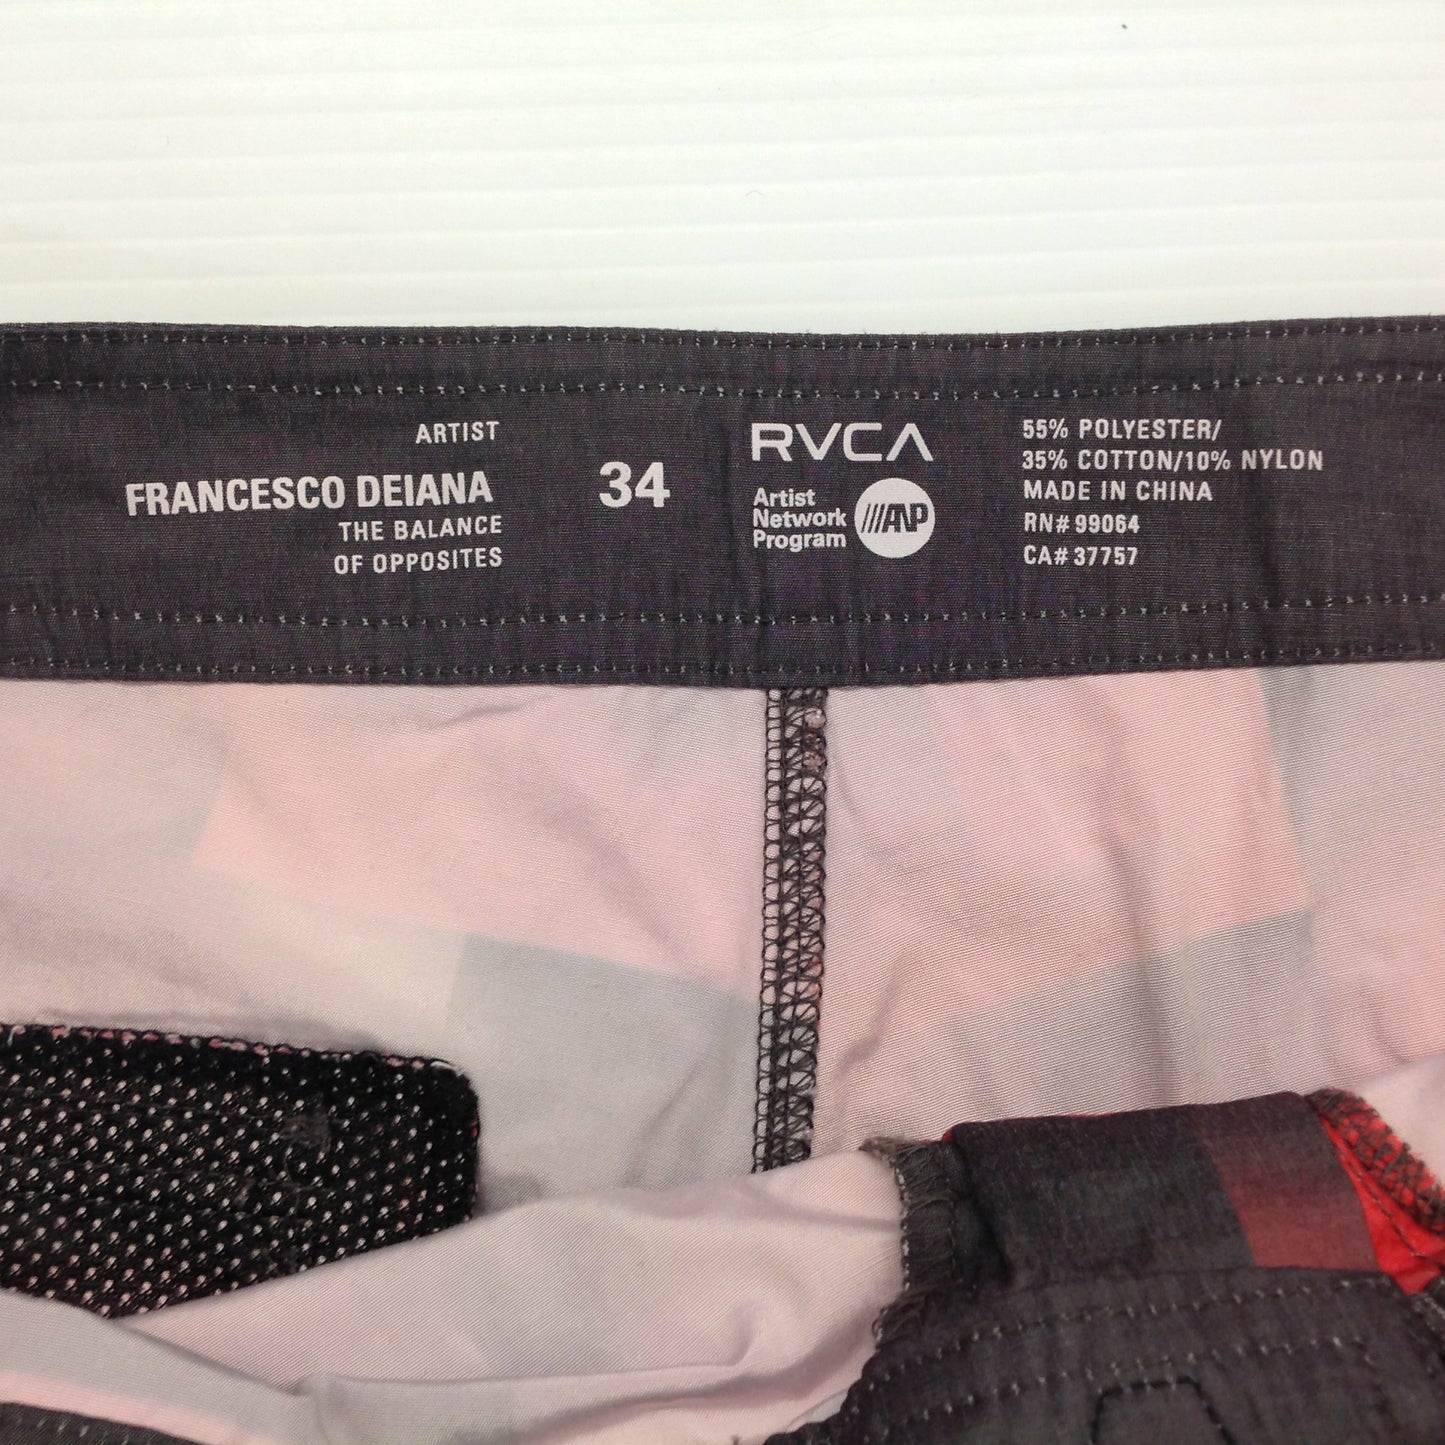 ARTIST
FRANCESCO DEIANA
THE BALANCE
OF OPPOSITES
34
RVCA
Artist
Network
Program
ANP
55% POLYESTER/
35% COTTON/10% NYLON
MADE IN CHINA
RN# 99064
CA# 37757